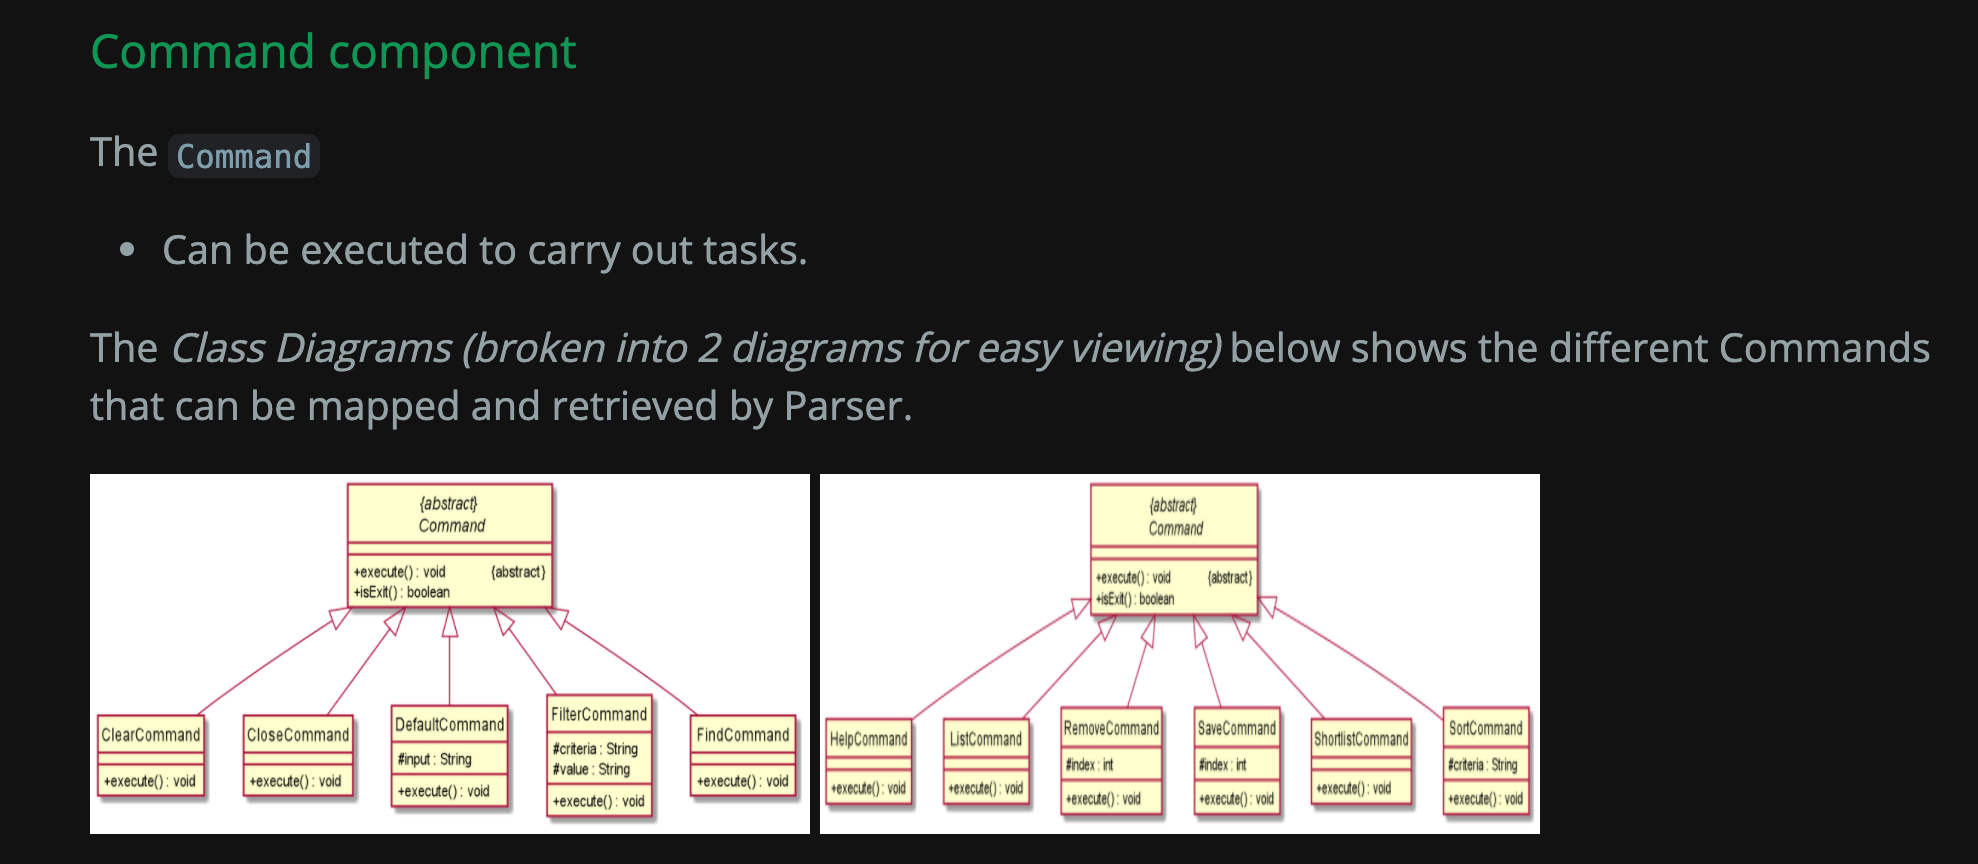 Command component
The Command
• Can be executed to carry out tasks.
The Class Diagrams (broken into 2 diagrams for easy viewing) below shows the different Commands
that can be mapped and retrieved by Parser.
{abstract}
Command
+execute() : void {abstract}
+isExit() : boolean
ClearCommand
+execute() : void
CloseCommand
+execute() : void
DefaultCommand
#input : String
+execute() : void
FilterCommand
#criteria : String
#value : String
+execute() : void
FindCommand
+execute() : void
{abstract}
Command
+execute() : void {abstract}
+isExit() : boolean
HelpCommand
+execute() : void
ListCommand
+execute() : void
RemoveCommand
#index : int
+execute() : void
SaveCommand
#index : int
+execute() : void
ShortlistCommand
+execute() : void
SortCommand
#criteria : String
+execute() : void